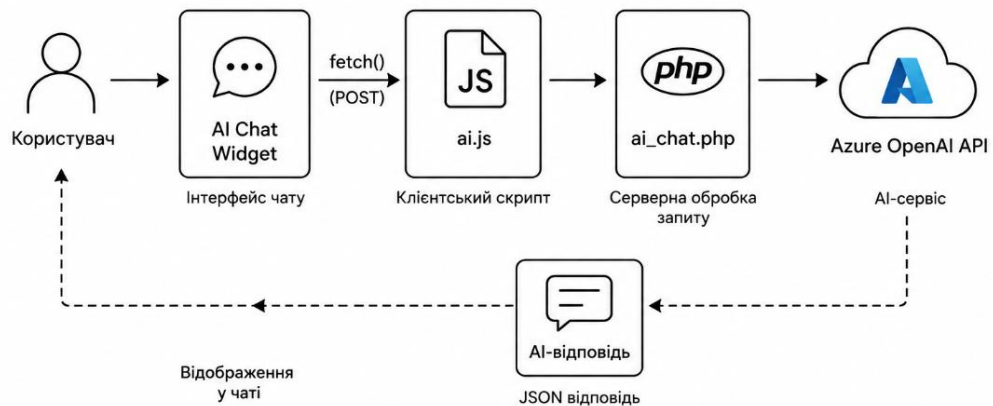 Користувач
AI Chat
Widget
Інтерфейс чату
fetch()
(POST)
JS
ai.js
Клієнтський скрипт
php
ai_chat.php
Серверна обробка
запиту
Azure OpenAI API
AI-сервіс
AI-відповідь
JSON відповідь
Відображення
у чаті